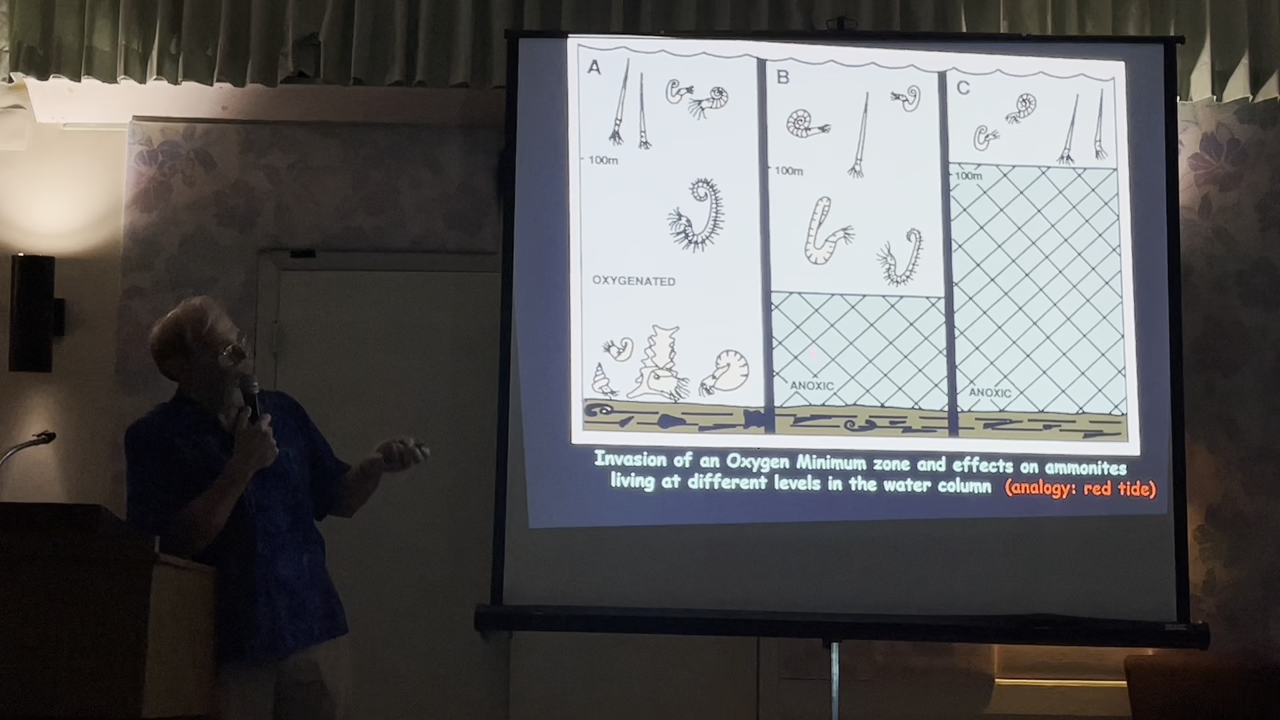 A
B
C
100m
100m
100m
OXYGENATED
ANOXIC
ANOXIC
Invasion of an Oxygen Minimum zone and effects on ammonites
living at different levels in the water column (analogy: red tide)